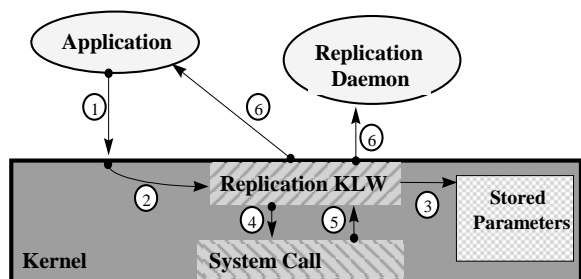 Application
Replication
Daemon
1
6
6
Replication KLW
2
3
Stored
Parameters
4
5
Kernel
System Call